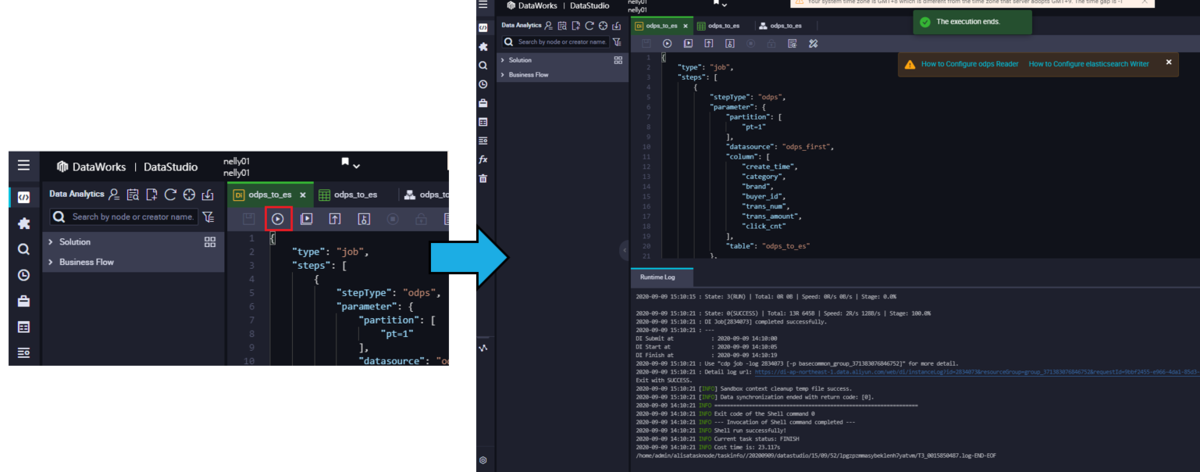 DataWorks | DataStudio
nelly01
nelly01
Data Analytics
Search by node or creator name.
Solution
Business Flow
DI odps_to_es ×
odps_to_es
odps_to
1 {
2 "type": "job",
3 "steps": [
4 {
5 "stepType": "odps",
6 "parameter": {
7 "partition": [
8 "pt=1"
9 ],
10 "datasource": "od
DataWorks | DataStudio
nelly01
nelly01
Your system time zone is GMT+8 which is different from the time zone that server adopts GMT+9. The time gap is -1
The execution ends.
Data Analytics
Search by node or creator name.
Solution
Business Flow
DI odps_to_es ×
odps_to_es
odps_to_es
How to Configure odps Reader How to Configure elasticsearch Writer
1 {
2 "type": "job",
3 "steps": [
4 {
5 "stepType": "odps",
6 "parameter": {
7 "partition": [
8 "pt=1"
9 ],
10 "datasource": "odps_first",
11 "column": [
12 "create_time",
13 "category",
14 "brand",
15 "buyer_id",
16 "trans_num",
17 "trans_amount",
18 "click_cnt"
19 ],
20 "table": "odps_to_es"
21 },
Runtime Log
2020-09-09 15:10:15 : State: 3(RUN) | Total: 0R 0B | Speed: 0R/s 0B/s | Stage: 0.0%
2020-09-09 15:10:21 : State: 0(SUCCESS) | Total: 13R 645B | Speed: 2R/s 128B/s | Stage: 100.0%
2020-09-09 15:10:21 : DI Job[2834073] completed successfully.
2020-09-09 15:10:21 : ---
DI Submit at : 2020-09-09 14:10:00
DI Start at : 2020-09-09 14:10:05
DI Finish at : 2020-09-09 14:10:19
2020-09-09 15:10:21 : Use "cdp job -log 2834073 [-p basecommon_group_371383076846752]" for more detail.
2020-09-09 15:10:21 : Detail log url:
Exit with SUCCESS.
2020-09-09 15:10:21 [INFO] Sandbox context cleanup temp file success.
2020-09-09 15:10:21 [INFO] Data synchronization ended with return code: [0].
2020-09-09 14:10:21 INFO ==================================================================
2020-09-09 14:10:21 INFO Exit code of the Shell command 0
2020-09-09 14:10:21 INFO --- Invocation of Shell command completed ---
2020-09-09 14:10:21 INFO Shell run successfully!
2020-09-09 14:10:21 INFO Current task status: FINISH
2020-09-09 14:10:21 INFO Cost time is: 23.117s
/home/admin/alisatasknode/taskinfo//20200909/datastudio/15/09/52/lpgzpzmmasybeklenh7yatvm/T3_0015850487.log-END-EOF